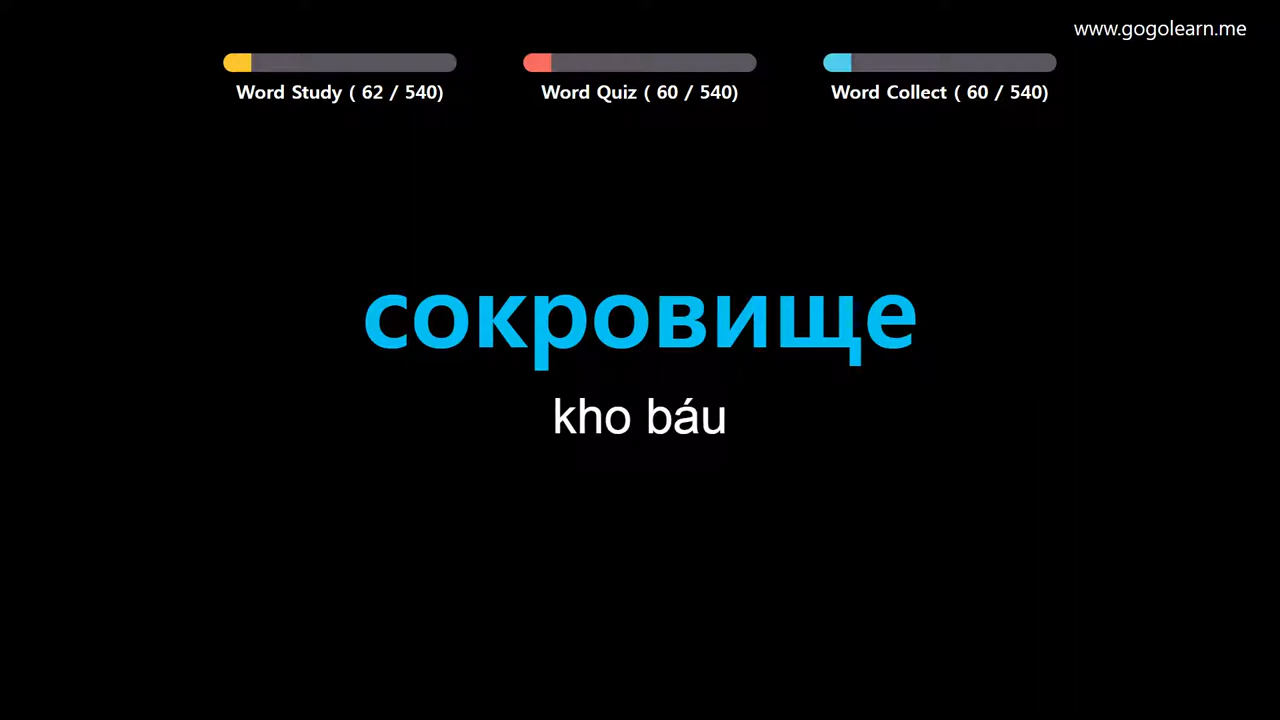 www.gogolearn.me
Word Study ( 62 / 540)
Word Quiz ( 60 / 540)
Word Collect ( 60 / 540)
сокровище
kho báu